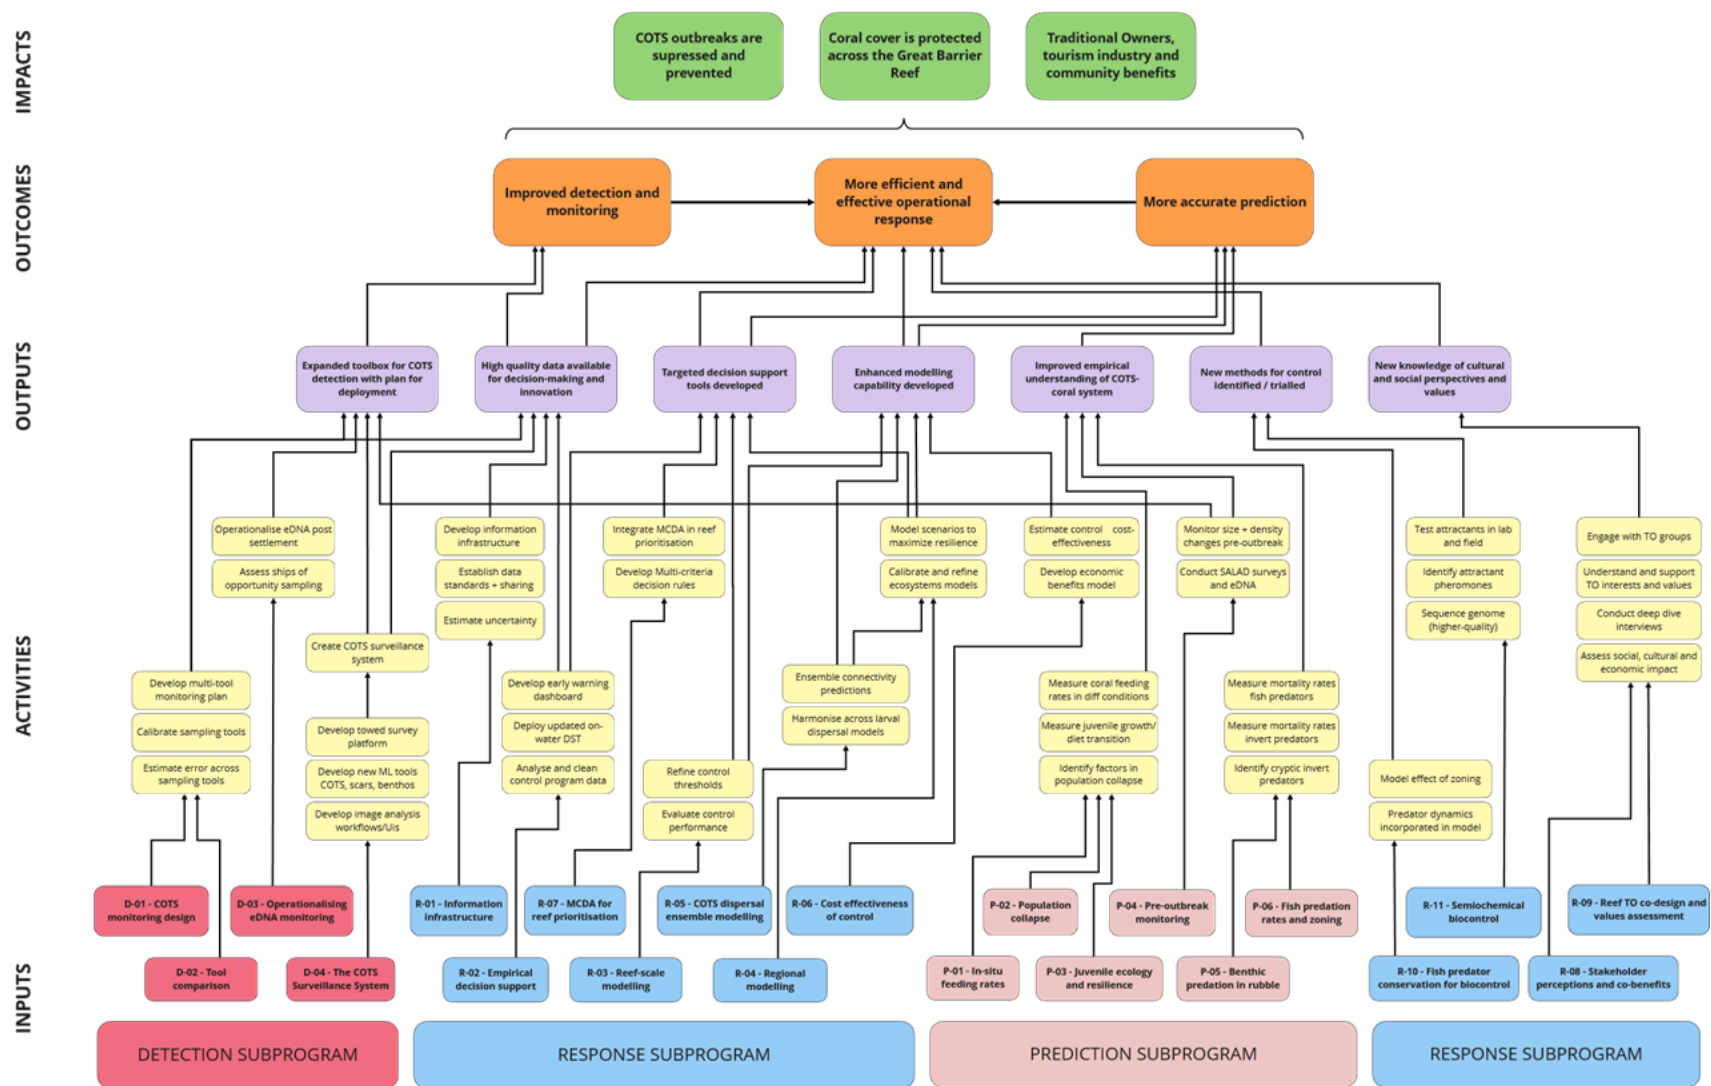 IMPACTS
COTS outbreaks are
supressed and
prevented
Coral cover is protected
across the Great Barrier
Reef
Traditional Owners,
tourism industry and
community benefits
OUTCOMES
Improved detection and
monitoring
More efficient and
effective operational
response
More accurate prediction
OUTPUTS
Expanded toolbox for COTS
detection with plan for
deployment
High quality data available
for decision-making and
innovation
Targeted decision support
tools developed
Enhanced modelling
capability developed
Improved empirical
understanding of COTS-
coral system
New methods for control
identified / trialled
New knowledge of cultural
and social perspectives and
values
ACTIVITIES
Develop multi-tool
monitoring plan
Calibrate sampling tools
Estimate error across
sampling tools
Operationalise eDNA post
settlement
Assess ships of
opportunity sampling
Create COTS surveillance
system
Develop towed survey
platform
Develop new ML tools
COTS, scars, benthos
Develop image analysis
workflows/Uis
Develop information
infrastructure
Establish data
standards + sharing
Estimate uncertainty
Develop early warning
dashboard
Deploy updated on-
water DST
Analyse and clean
control program data
Integrate MCDA in reef
prioritisation
Develop Multi-criteria
decision rules
Refine control
thresholds
Evaluate control
performance
Ensemble connectivity
predictions
Harmonise across larval
dispersal models
Model scenarios to
maximize resilience
Calibrate and refine
ecosystems models
Estimate control cost-
effectiveness
Develop economic
benefits model
Measure coral feeding
rates in diff conditions
Measure juvenile growth/
diet transition
Identify factors in
population collapse
Monitor size + density
changes pre-outbreak
Conduct SALAD surveys
and eDNA
Measure mortality rates
fish predators
Measure mortality rates
invert predators
Identify cryptic invert
predators
Model effect of zoning
Predator dynamics
incorporated in model
Test attractants in lab
and field
Identify attractant
pheromones
Sequence genome
(higher-quality)
Engage with TO groups
Understand and support
TO interests and values
Conduct deep dive
interviews
Assess social, cultural and
economic impact
INPUTS
D-01 - COTS
monitoring design
D-03 - Operationalising
eDNA monitoring
D-02 - Tool
comparison
D-04 - The COTS
Surveillance System
R-01 - Information
infrastructure
R-07 - MCDA for
reef prioritisation
R-05 - COTS dispersal
ensemble modelling
R-06 - Cost effectiveness
of control
R-02 - Empirical
decision support
R-03 - Reef-scale
modelling
R-04 - Regional
modelling
P-02 - Population
collapse
P-04 - Pre-outbreak
monitoring
P-06 - Fish predation
rates and zoning
P-01 - In-situ
feeding rates
P-03 - Juvenile ecology
and resilience
P-05 - Benthic
predation in rubble
R-11 - Semiochemical
biocontrol
R-09 - Reef TO co-design and
values assessment
R-10 - Fish predator
conservation for biocontrol
R-08 - Stakeholder
perceptions and co-benefits
DETECTION SUBPROGRAM
RESPONSE SUBPROGRAM
PREDICTION SUBPROGRAM
RESPONSE SUBPROGRAM